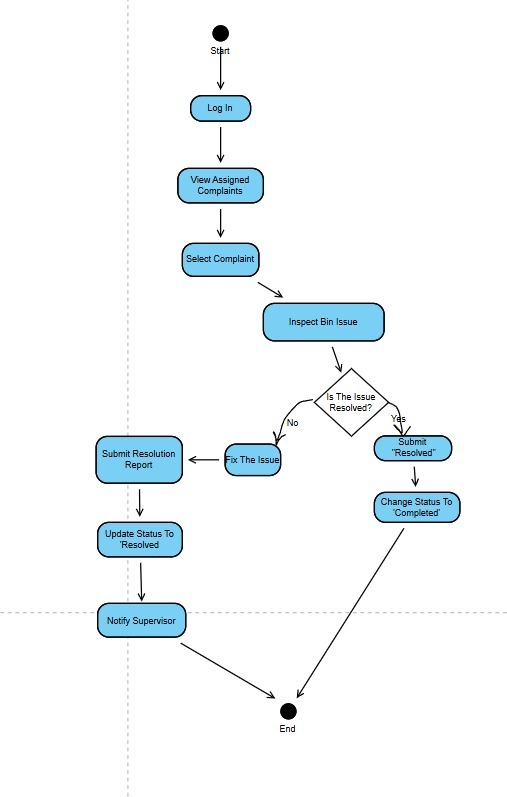 Start
Log In
View Assigned
Complaints
Select Complaint
Inspect Bin Issue
Is The Issue
Resolved?
No
Yes
Fix The Issue
Submit Resolution
Report
Update Status To
'Resolved
Notify Supervisor
Submit
"Resolved"
Change Status To
'Completed'
End